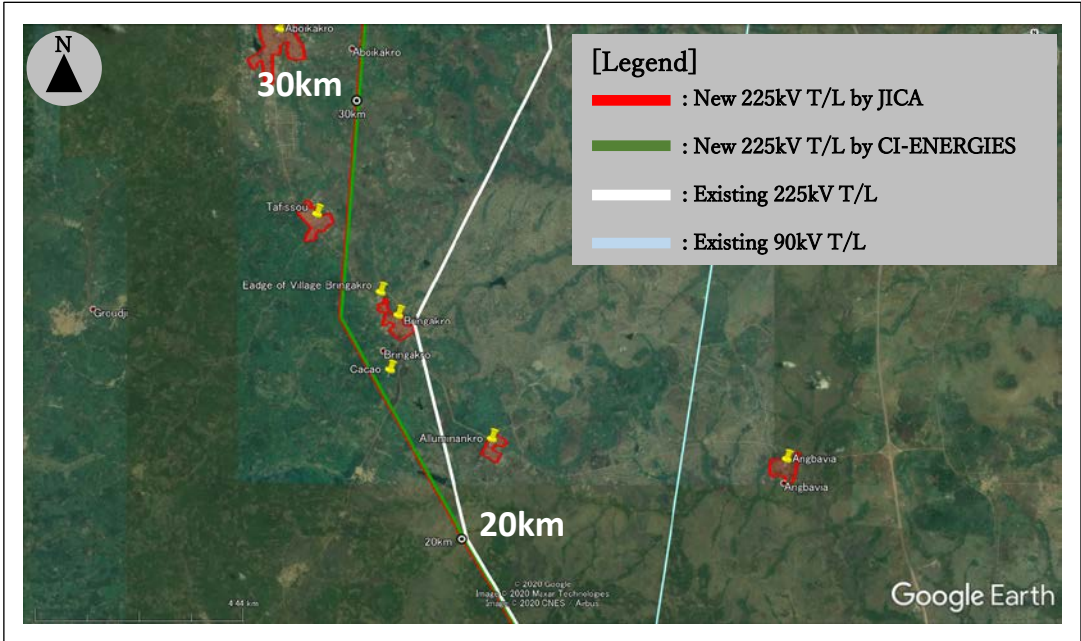 N
Aboikakro
Aboikakro
30km
30km
[Legend]
: New 225kV T/L by JICA
: New 225kV T/L by CI-ENERGIES
: Existing 225kV T/L
: Existing 90kV T/L
Tafissou
Eadge of Village Bringakro
Bringakro
Groudji
Bringakro
Cacao
Alluminankro
Angbavia
Angbavia
20km
20km
© 2020 Google
Image © 2020 Maxar Technologies
Image © 2020 CNES / Airbus
4.44 km
Google Earth